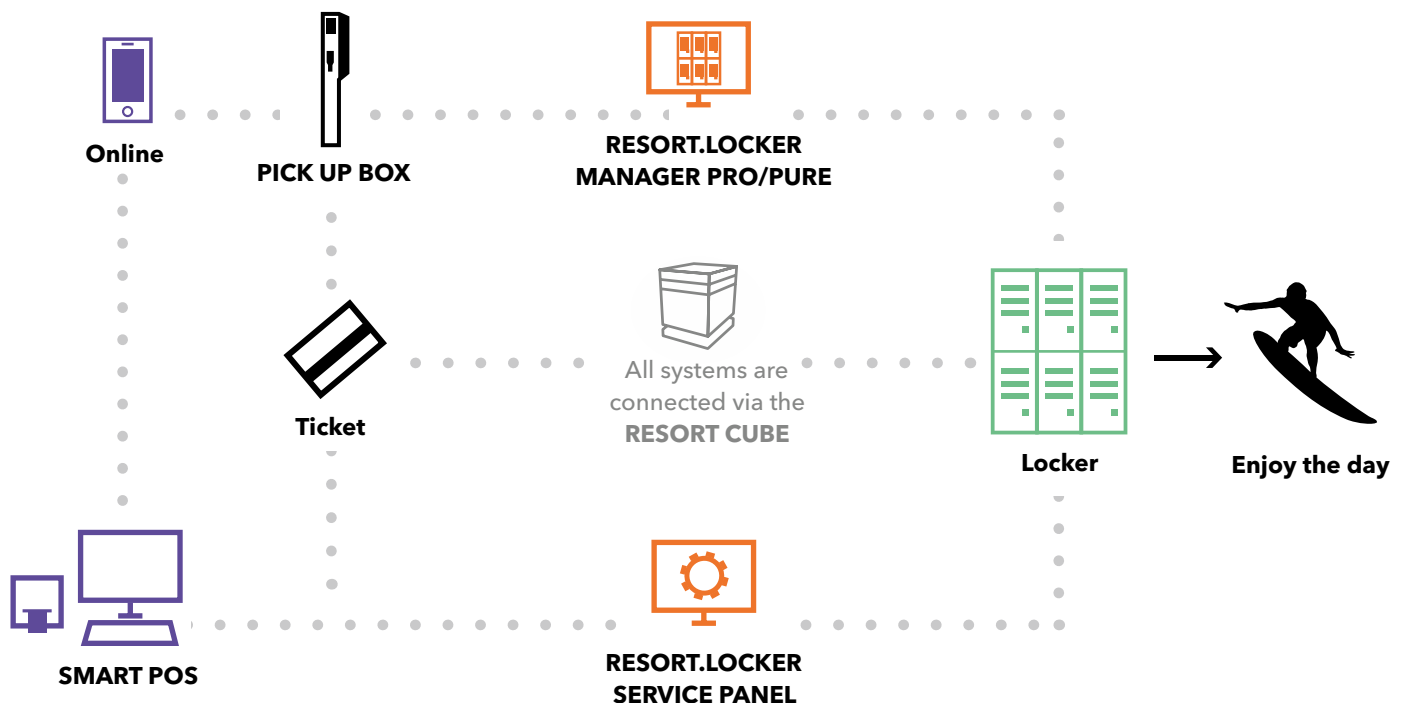 Online
PICK UP BOX
RESORT.LOCKER
MANAGER PRO/PURE
Ticket
All systems are
connected via the
RESORT CUBE
Locker
Enjoy the day
SMART POS
RESORT.LOCKER
SERVICE PANEL